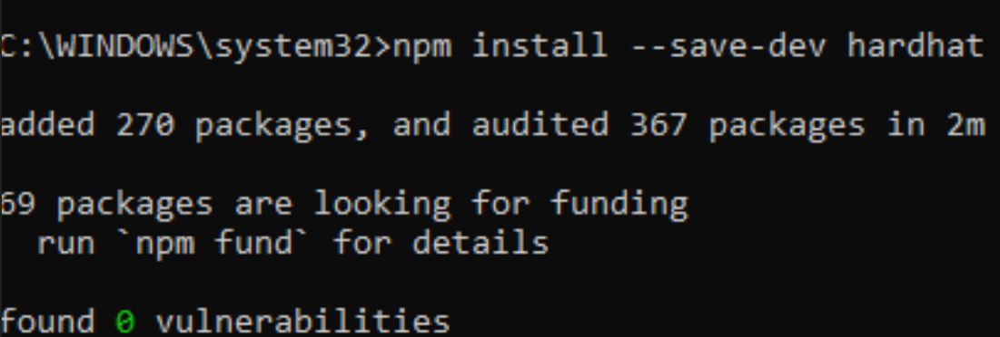 C:\WINDOWS\system32>npm install --save-dev hardhat
added 270 packages, and audited 367 packages in 2m
69 packages are looking for funding
run `npm fund` for details
found 0 vulnerabilities